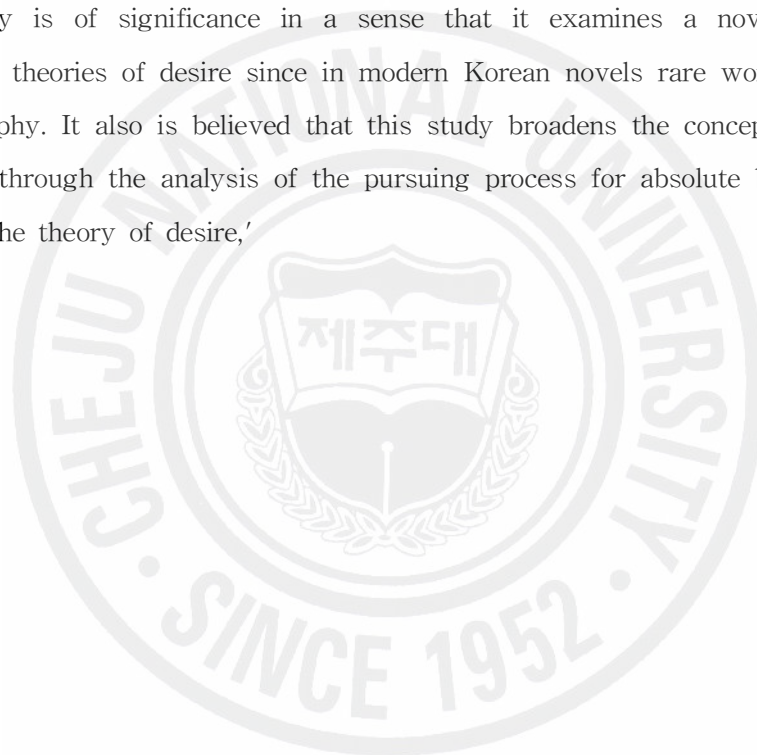 y is of significance in a sense that it examines a nov
theories of desire since in modern Korean novels rare wo
phy. It also is believed that this study broadens the concep
through the analysis of the pursuing process for absolute
he theory of desire,′
CHEJU NATIONAL UNIVERSITY
제주대
SINCE 1952